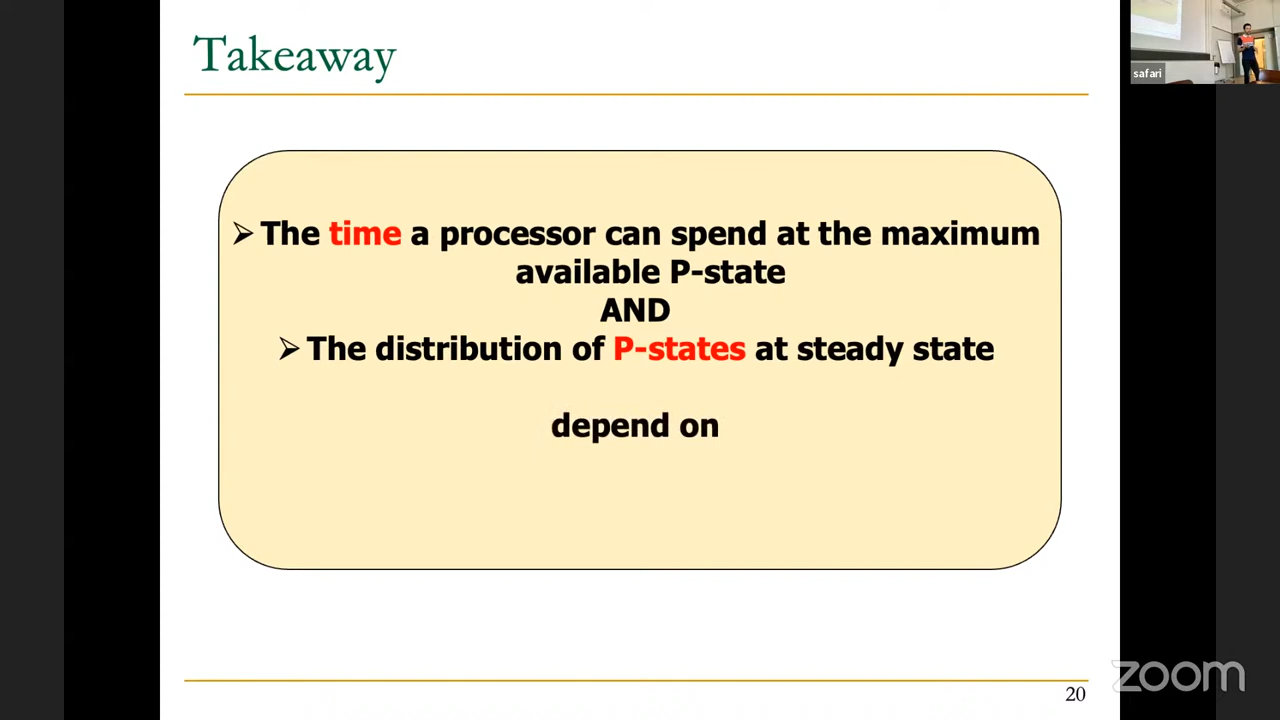 Takeaway
safari
➢ The time a processor can spend at the maximum
available P-state
AND
➢ The distribution of P-states at steady state
depend on
20
zoom